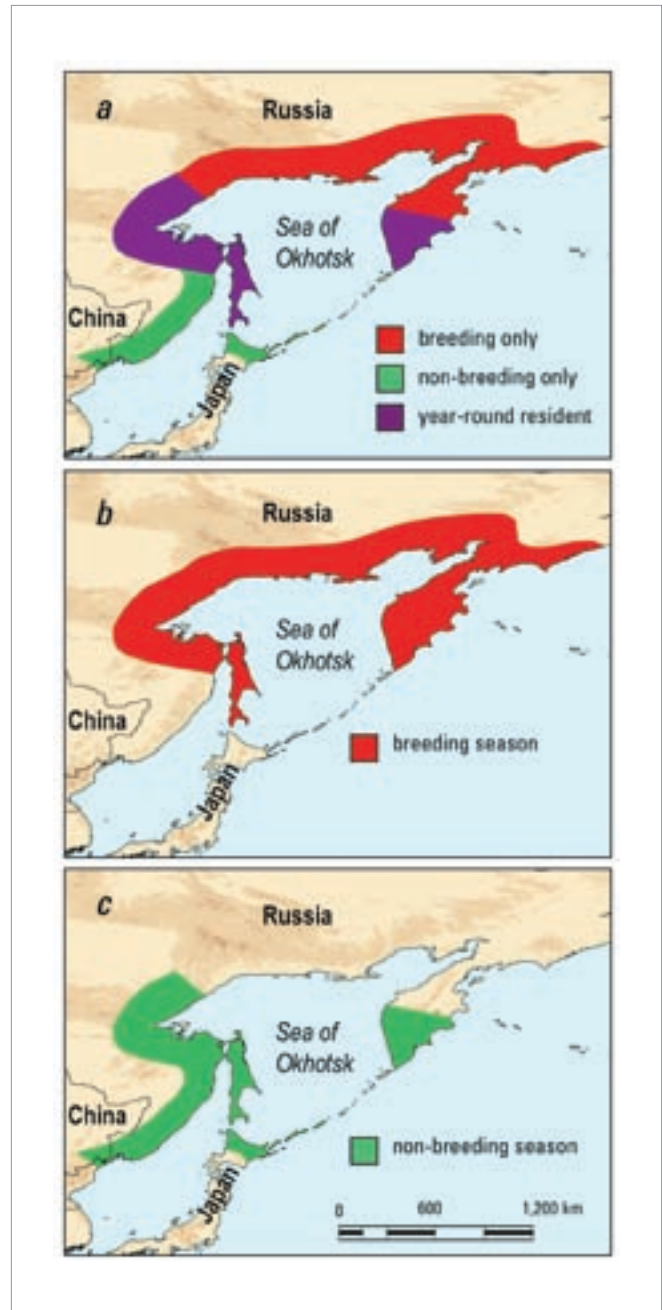 a
Russia
Sea of
Okhotsk
China
Japan
breeding only
non-breeding only
year-round resident
b
Russia
Sea of
Okhotsk
China
Japan
breeding season
c
Russia
Sea of
Okhotsk
China
Japan
non-breeding season
0 600 1,200 km